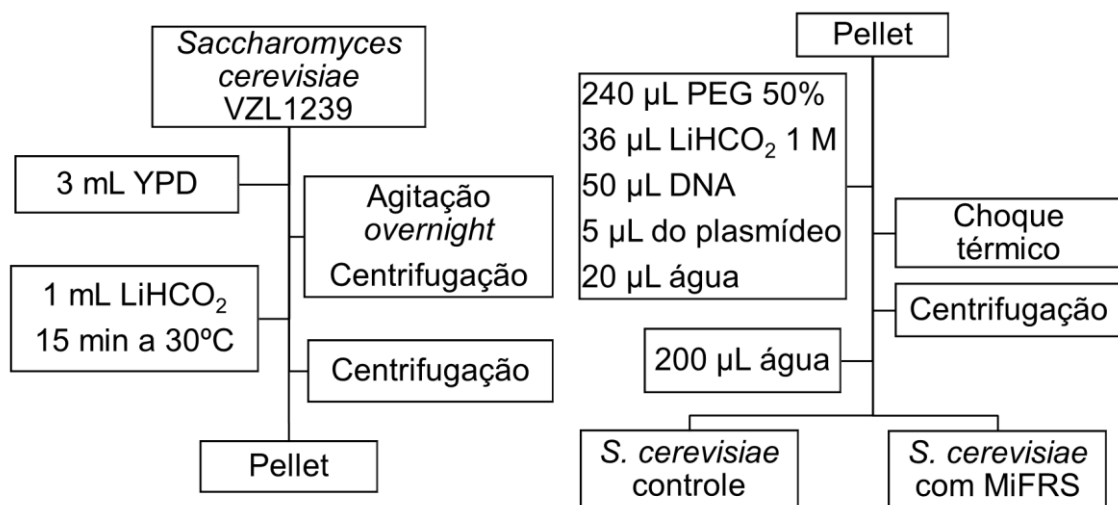 Saccharomyces
cerevisiae
VZL1239
3 mL YPD
Agitação
overnight
Centrifugação
1 mL LiHCO₂
15 min a 30ºC
Centrifugação
Pellet
Pellet
240 µL PEG 50%
36 µL LiHCO₂ 1 M
50 µL DNA
5 µL do plasmídeo
20 µL água
Choque
térmico
Centrifugação
200 µL água
S. cerevisiae
controle
S. cerevisiae
com MiFRS